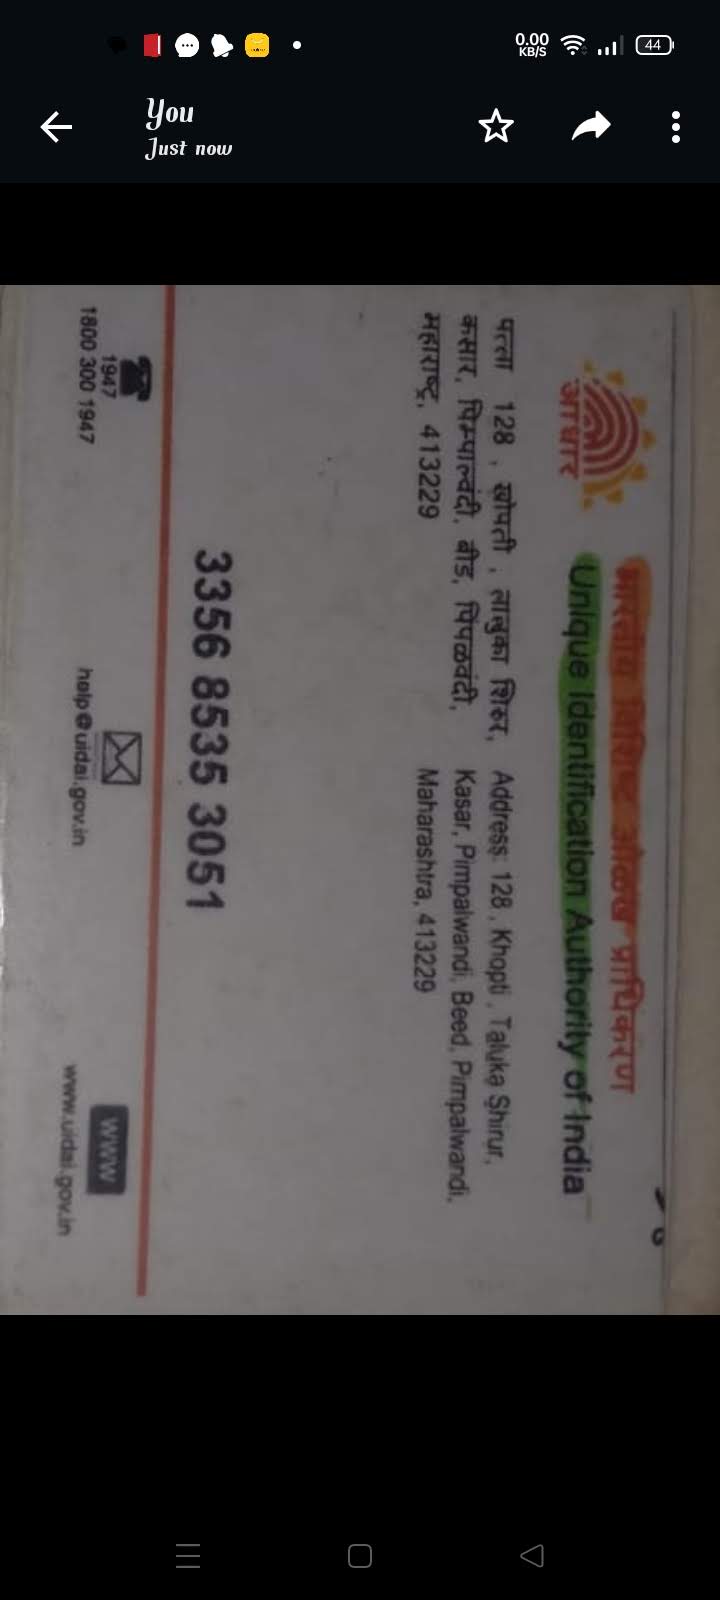 0.00
KB/S
44
You
Just now
आधार
भारतीय विशिष्ट ओळख प्राधिकरण
Unique Identification Authority of India
पत्ता 128 , खोपती , तालुका शिरुर,
कसार, पिम्पाल्वंदी, बीड, पिंपळवंदी,
महाराष्ट्र, 413229
Address: 128 , Khopti , Taluka Shirur,
Kasar, Pimpalwandi, Beed, Pimpalwandi,
Maharashtra, 413229
3356 8535 3051
1947
1800 300 1947
help@uidai.gov.in
www
www.uidai.gov.in